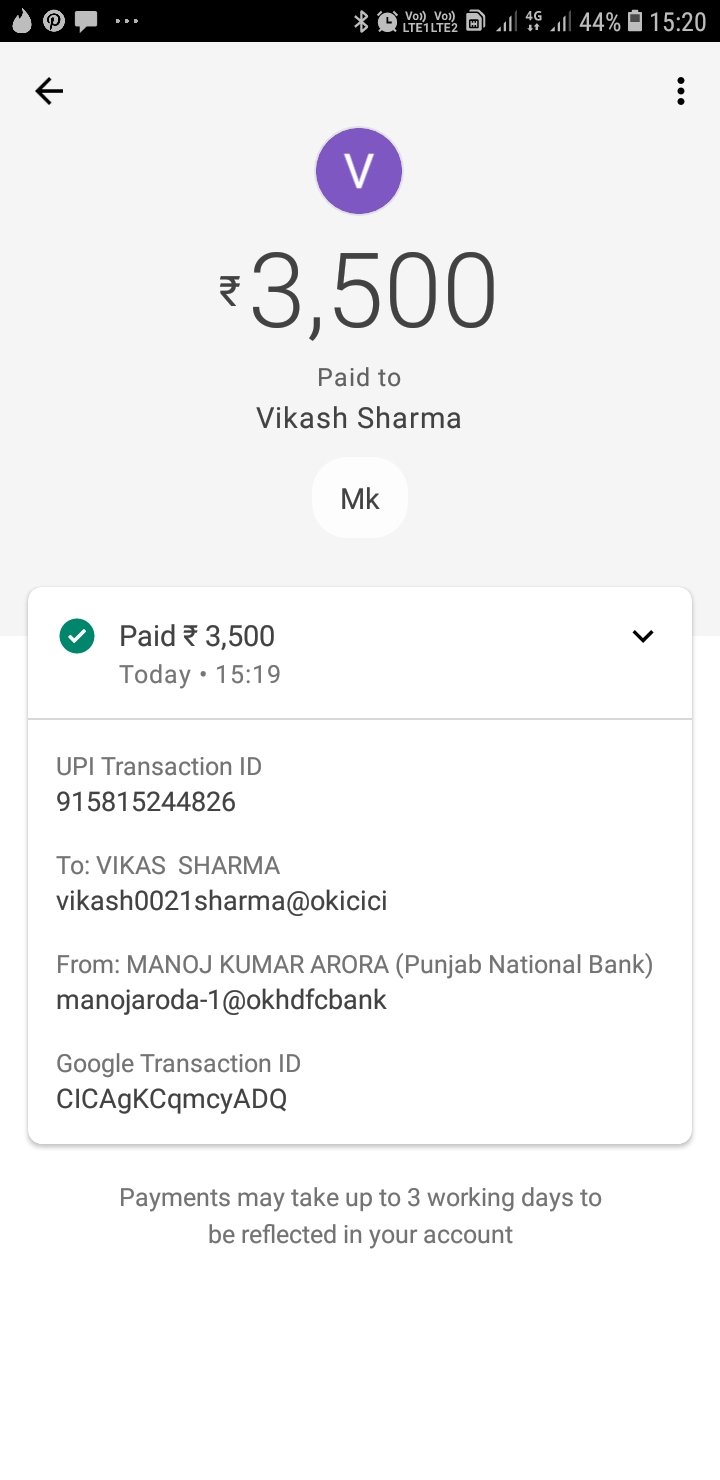 Vo)) Vo)) 4G 44% 15:20
LTE1 LTE2
V
₹3,500
Paid to
Vikash Sharma
Mk
Paid ₹ 3,500
Today • 15:19
UPI Transaction ID
915815244826
To: VIKAS  SHARMA
vikash0021sharma@okicici
From: MANOJ KUMAR ARORA (Punjab National Bank)
manojaroda-1@okhdfcbank
Google Transaction ID
CICAgKCqmcyADQ
Payments may take up to 3 working days to
be reflected in your account